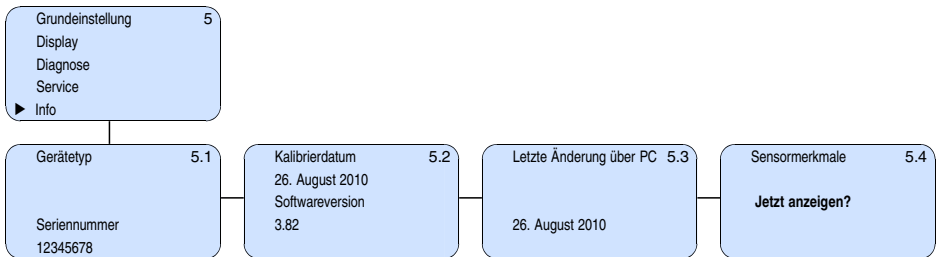 Grundeinstellung 5
Display
Diagnose
Service
Info
Gerätetyp 5.1
Seriennummer
12345678
Kalibrierdatum 5.2
26. August 2010
Softwareversion
3.82
Letzte Änderung über PC 5.3
26. August 2010
Sensormerkmale 5.4
Jetzt anzeigen?